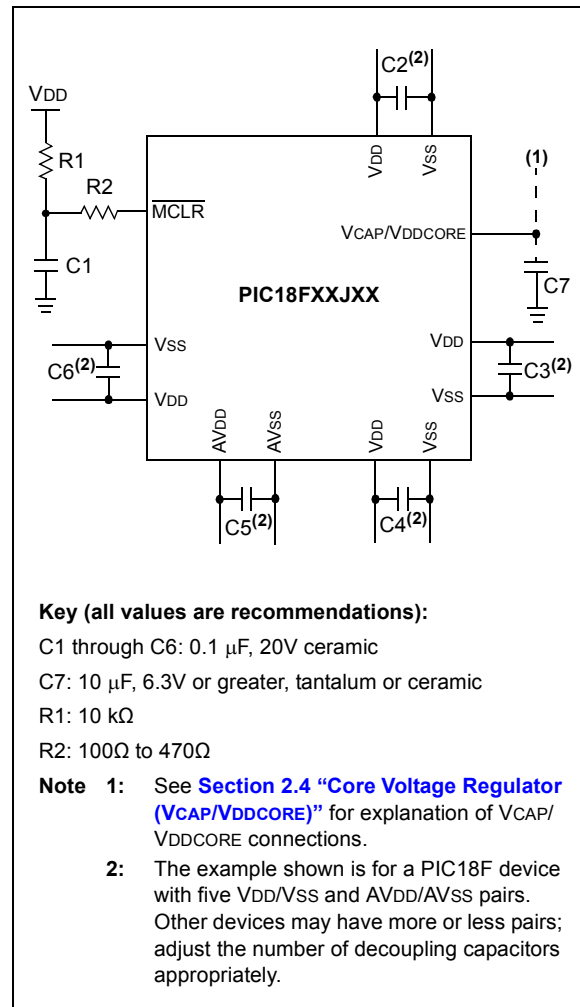 C2(2)
VDD
R1
R2
C1
MCLR
VDD
VSS
(1)
VCAP/VDDCORE
C7
PIC18FXXJXX
VSS
C6(2)
VDD
VDD
C3(2)
VSS
AVDD
AVSS
VDD
VSS
C5(2)
C4(2)
Key (all values are recommendations):
C1 through C6: 0.1 μF, 20V ceramic
C7: 10 μF, 6.3V or greater, tantalum or ceramic
R1: 10 kΩ
R2: 100Ω to 470Ω
Note 1: See Section 2.4 “Core Voltage Regulator
(VCAP/VDDCORE)” for explanation of VCAP/
VDDCORE connections.
2: The example shown is for a PIC18F device
with five VDD/VSS and AVDD/AVSS pairs.
Other devices may have more or less pairs;
adjust the number of decoupling capacitors
appropriately.